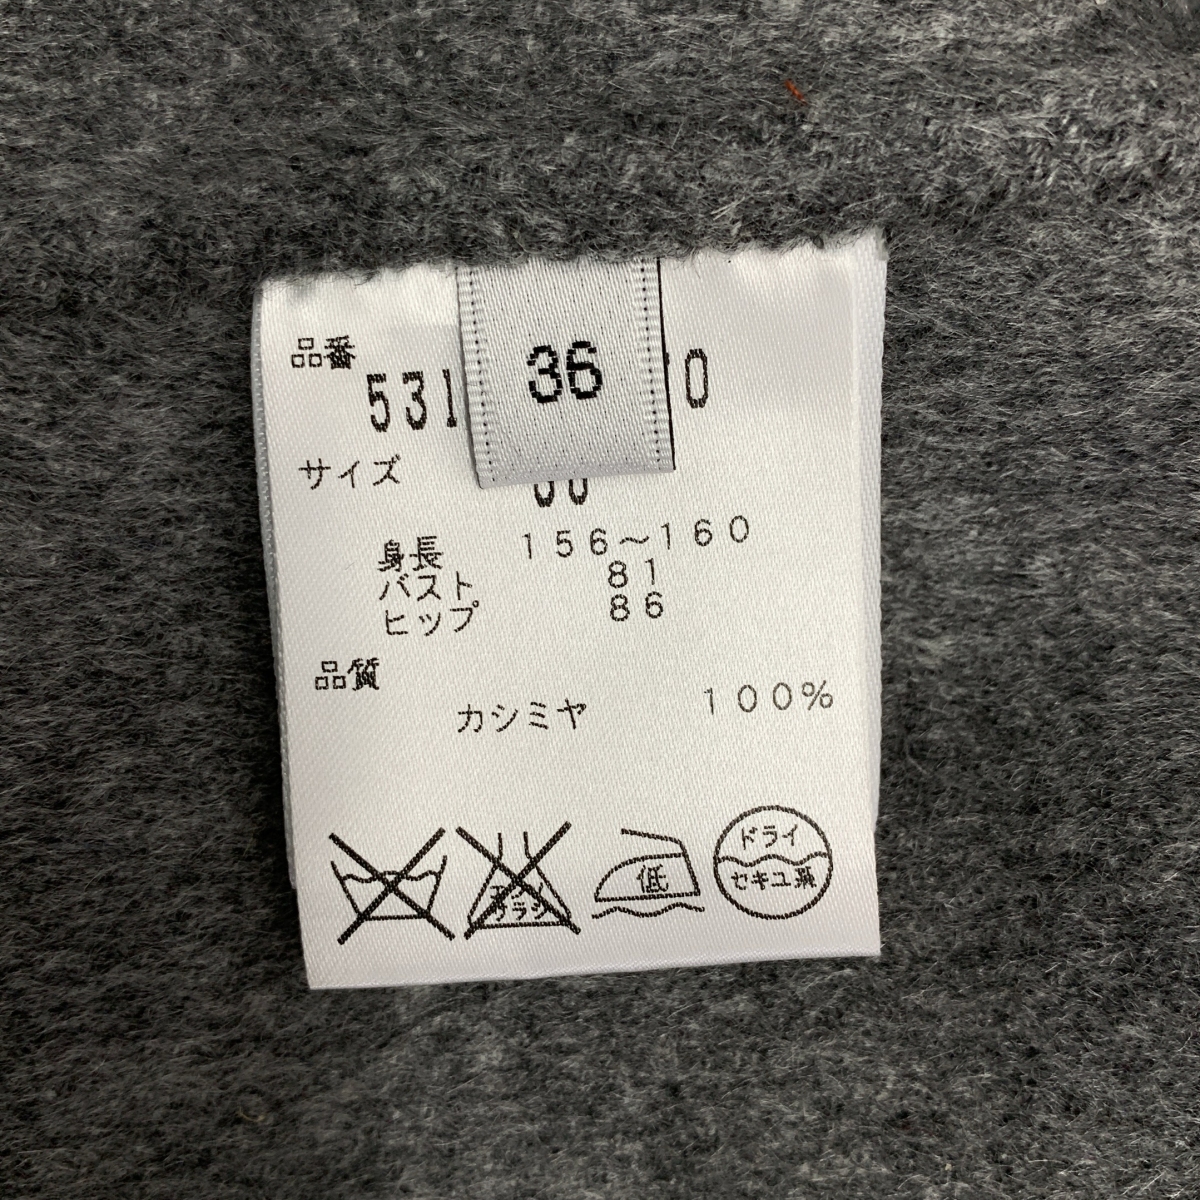 品番
531
36
0
サイズ
身長 156～160
バスト 81
ヒップ 86
品質
カシミヤ 100%
低
ドライ
セキユ系